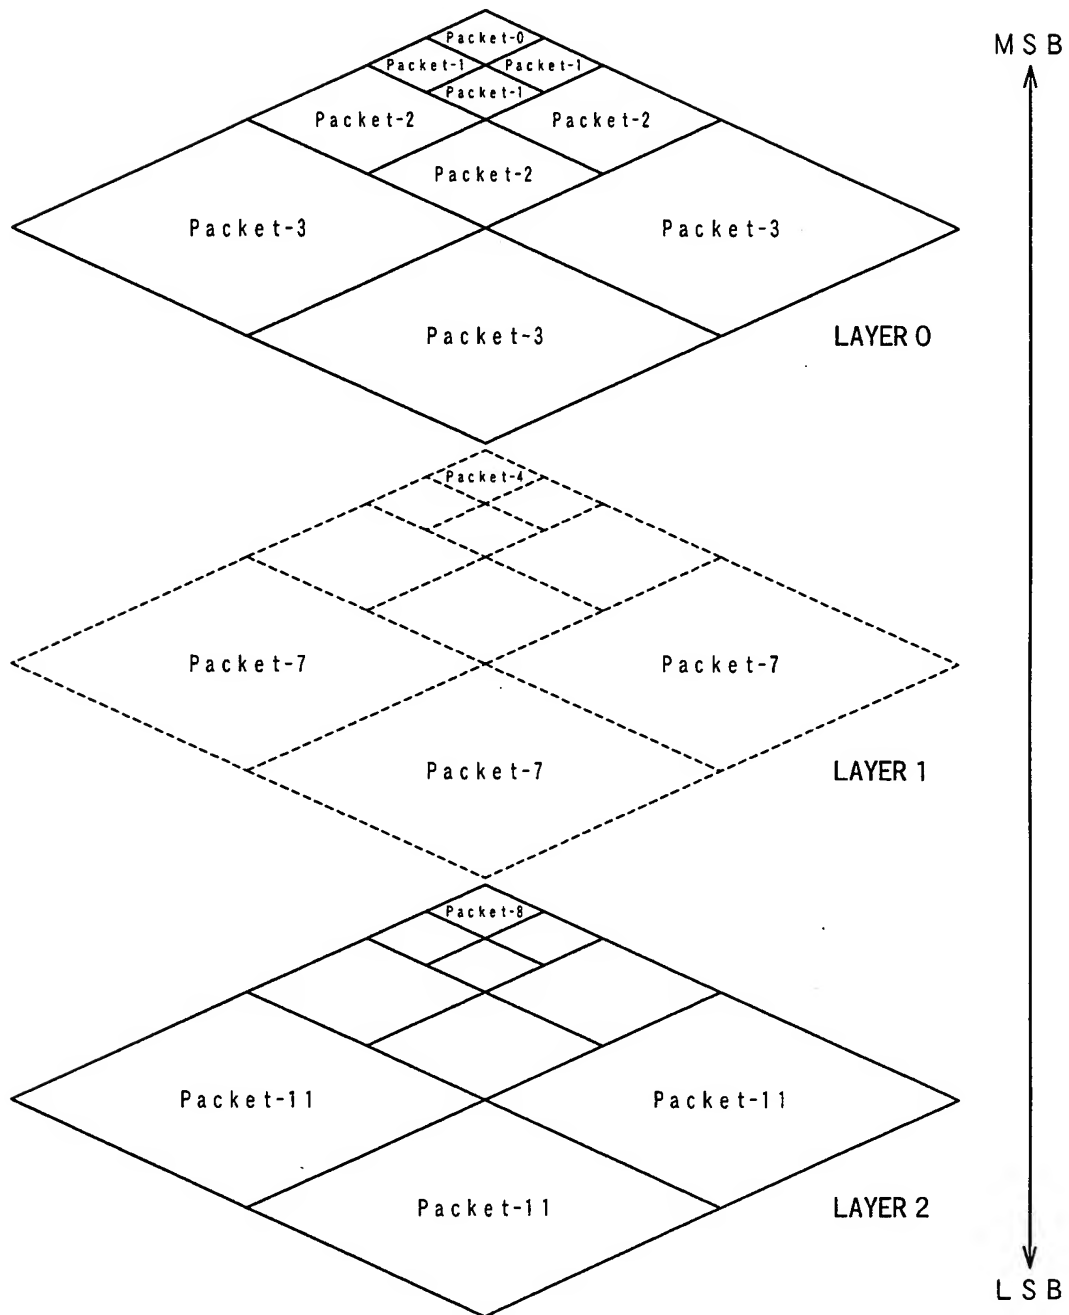 MSB
Packet-0
Packet-1 Packet-1
Packet-1
Packet-2 Packet-2
Packet-2
Packet-3 Packet-3
Packet-3
LAYER 0
Packet-4
Packet-7 Packet-7
Packet-7
LAYER 1
Packet-8
Packet-11 Packet-11
Packet-11
LAYER 2
LSB